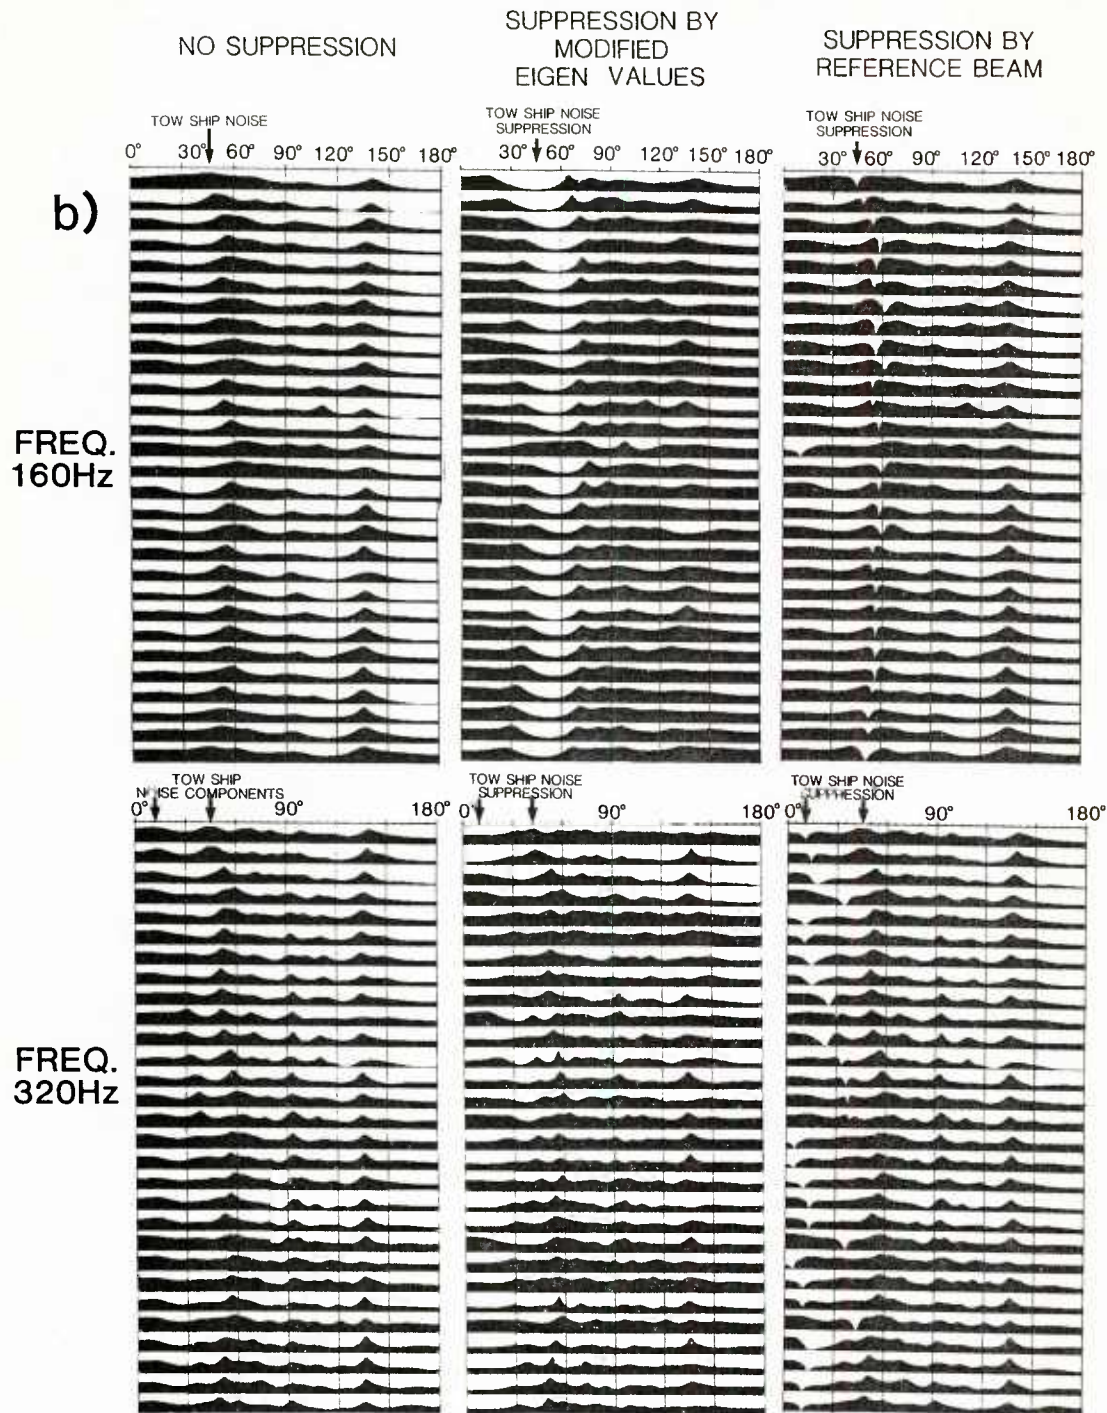 NO SUPPRESSION
SUPPRESSION BY
MODIFIED
EIGEN VALUES
SUPPRESSION BY
REFERENCE BEAM
TOW SHIP NOISE
TOW SHIP NOISE
SUPPRESSION
TOW SHIP NOISE
SUPPRESSION
0° 30° 60° 90° 120° 150° 180°
30° 60° 90° 120° 150° 180°
30° 60° 90° 120° 150° 180°
b)
FREQ.
160Hz
TOW SHIP
NOISE COMPONENTS
TOW SHIP NOISE
SUPPRESSION
TOW SHIP NOISE
SUPPRESSION
0° 90° 180°
0° 90° 180°
0° 90° 180°
FREQ.
320Hz